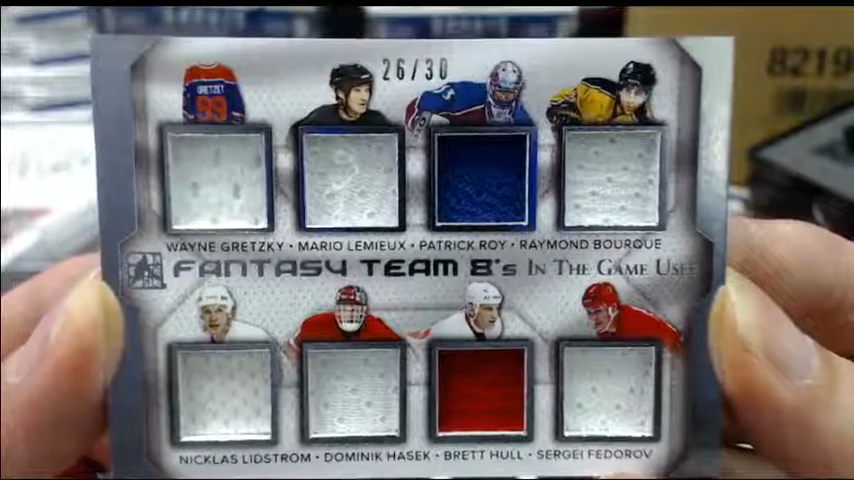 26/30
8219
GRETZKY
99
WAYNE GRETZKY • MARIO LEMIEUX • PATRICK ROY • RAYMOND BOURQUE
FANTASY TEAM 8's IN THE GAME USED
NICKLAS LIDSTROM • DOMINIK HASEK • BRETT HULL • SERGEI FEDOROV